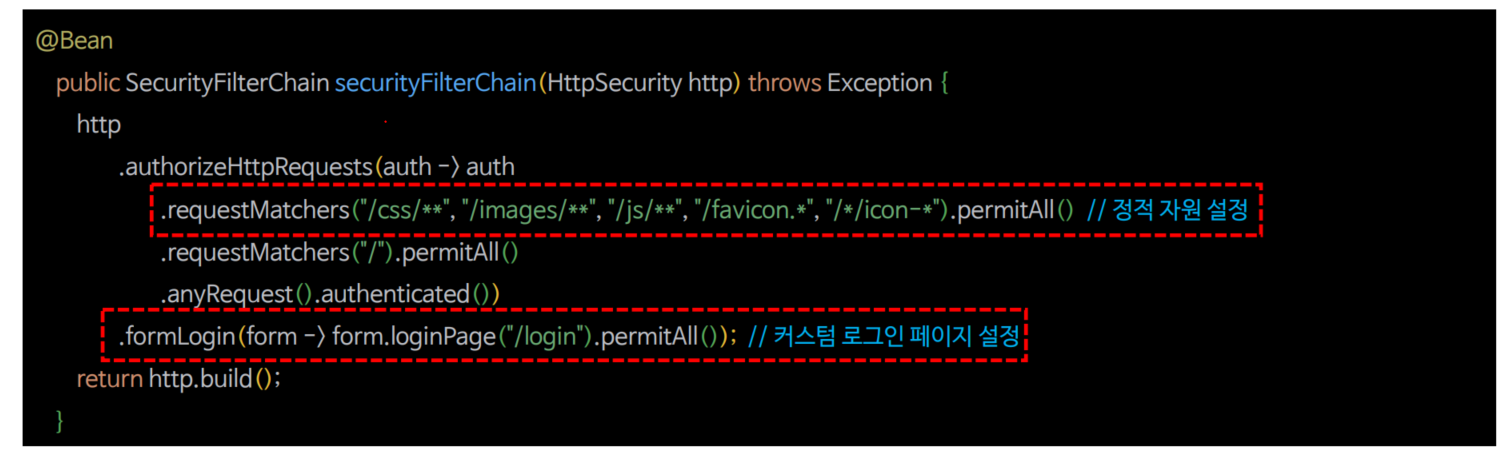 @Bean
public SecurityFilterChain securityFilterChain(HttpSecurity http) throws Exception {
http
.authorizeHttpRequests(auth -> auth
.requestMatchers("/css/**", "/images/**", "/js/**", "/favicon.*", "/*/icon-*").permitAll() // 정적 자원 설정
.requestMatchers("/").permitAll()
.anyRequest().authenticated())
.formLogin(form -> form.loginPage("/login").permitAll()); // 커스텀 로그인 페이지 설정
return http.build();
}